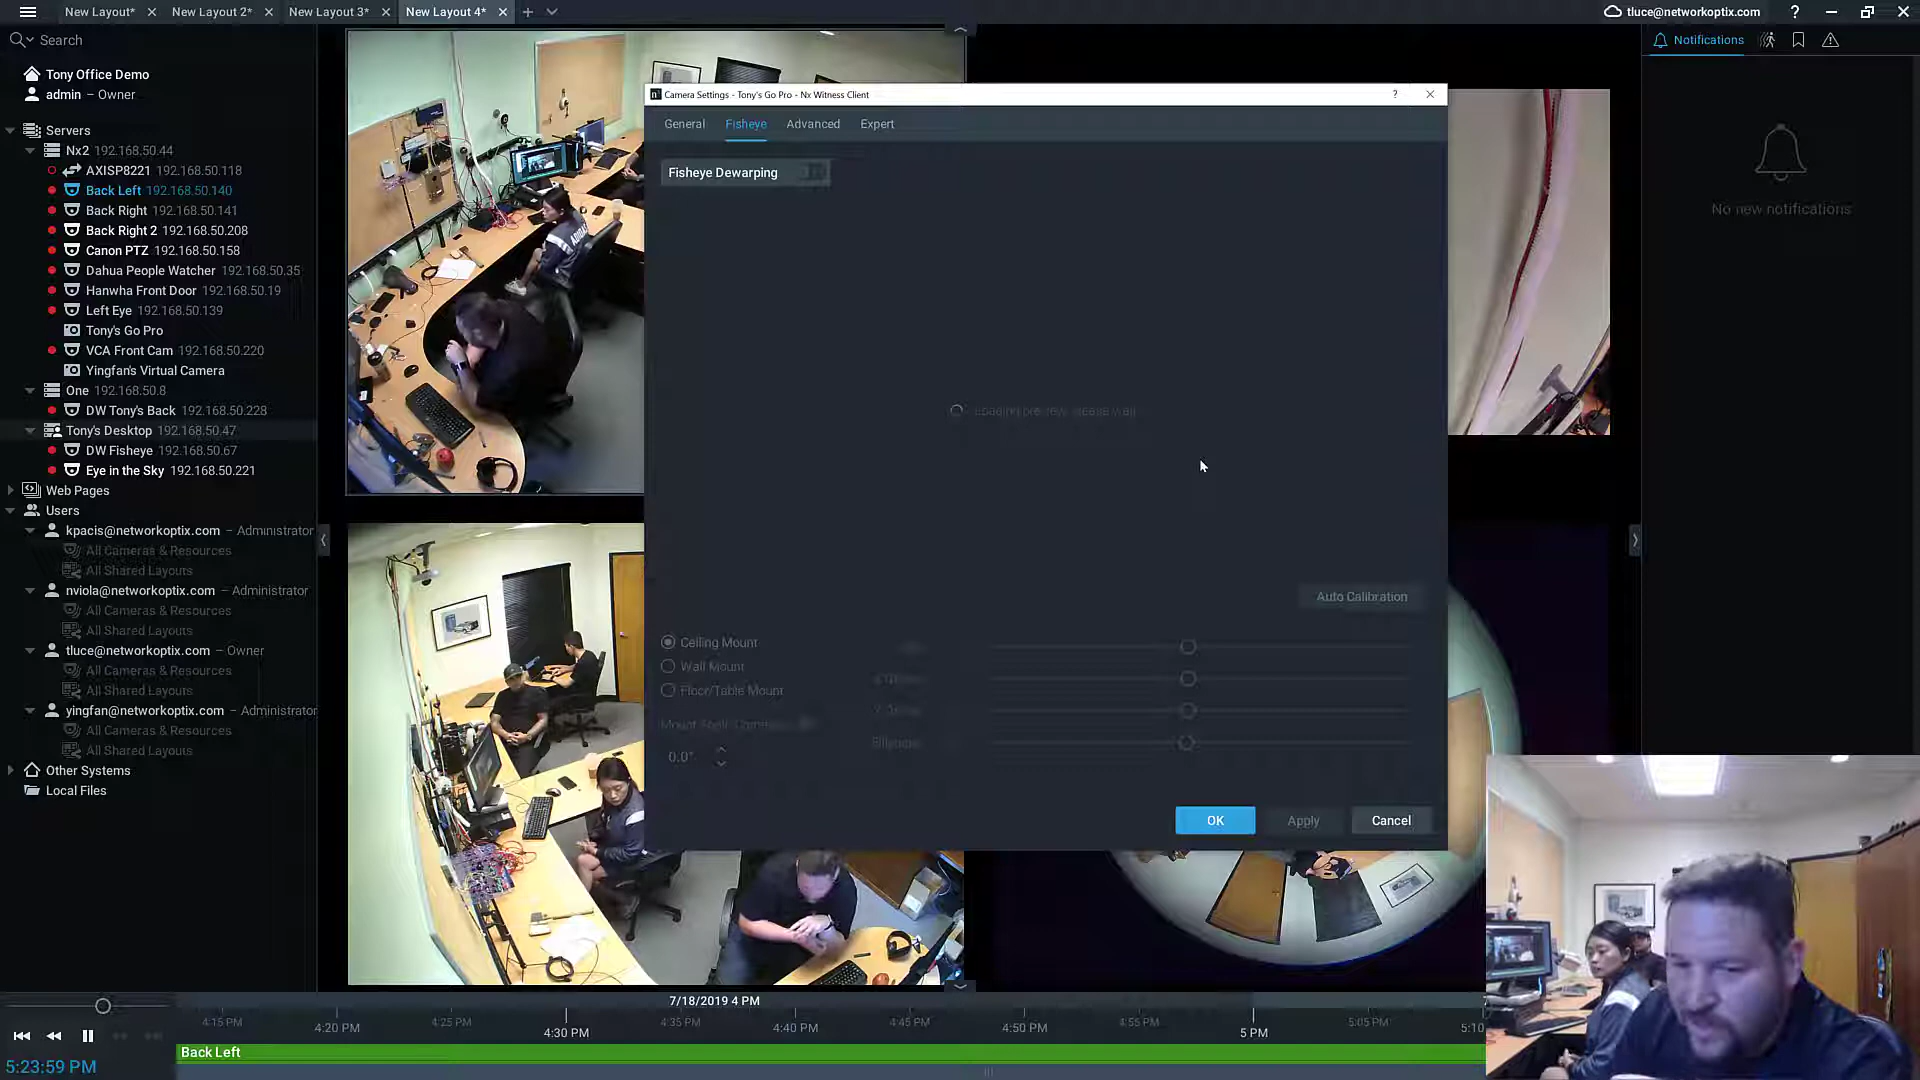 New Layout*
New Layout 2*
New Layout 3*
New Layout 4*
tluce@networkoptix.com
?
Search
Notifications
Tony Office Demo
admin – Owner
Servers
Nx2 192.168.50.44
AXISP8221 192.168.50.118
Back Left 192.168.50.140
Back Right 192.168.50.141
Back Right 2 192.168.50.208
Canon PTZ 192.168.50.158
Dahua People Watcher 192.168.50.35
Hanwha Front Door 192.168.50.19
Left Eye 192.168.50.139
Tony's Go Pro
VCA Front Cam 192.168.50.220
Yingfan's Virtual Camera
One 192.168.50.8
DW Tony's Back 192.168.50.228
Tony's Desktop 192.168.50.47
DW Fisheye 192.168.50.67
Eye in the Sky 192.168.50.221
Web Pages
Users
kpacis@networkoptix.com – Administrator
All Cameras & Resources
All Shared Layouts
nviola@networkoptix.com – Administrator
All Cameras & Resources
All Shared Layouts
tluce@networkoptix.com – Owner
All Cameras & Resources
All Shared Layouts
yingfan@networkoptix.com – Administrator
All Cameras & Resources
All Shared Layouts
Other Systems
Local Files
Camera Settings - Tony's Go Pro - Nx Witness Client
?
General
Fisheye
Advanced
Expert
Fisheye Dewarping
Loading preview, please wait
Auto Calibration
Ceiling Mount
Wall Mount
Floor/Table Mount
0.0°
OK
Apply
Cancel
No new notifications
7/18/2019 4 PM
4:15 PM
4:20 PM
4:25 PM
4:30 PM
4:35 PM
4:40 PM
4:45 PM
4:50 PM
4:55 PM
5 PM
5:05 PM
5:10
Back Left
5:23:59 PM